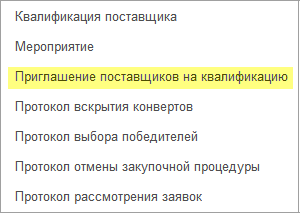 Квалификация поставщика
Мероприятие
Приглашение поставщиков на квалификацию
Протокол вскрытия конвертов
Протокол выбора победителей
Протокол отмены закупочной процедуры
Протокол рассмотрения заявок